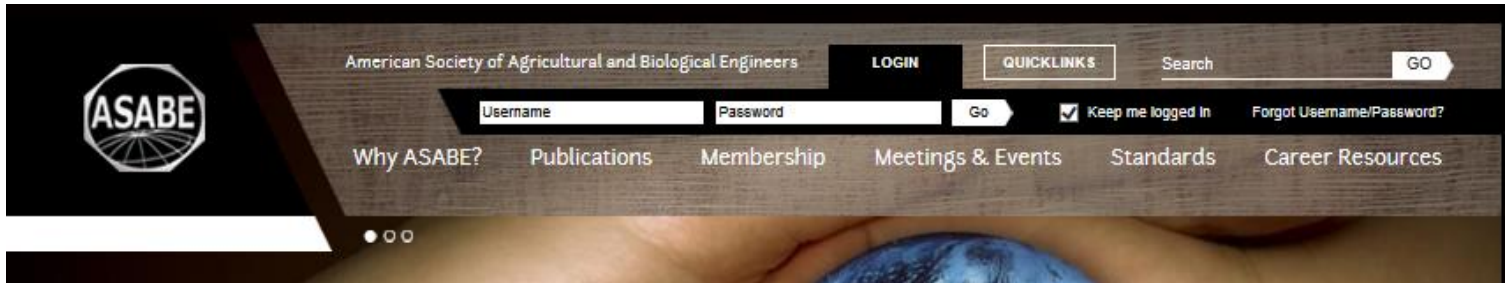 ASABE
American Society of Agricultural and Biological Engineers LOGIN QUICKLINKS Search GO
Username Password Go Keep me logged in Forgot Username/Password?
Why ASABE? Publications Membership Meetings & Events Standards Career Resources